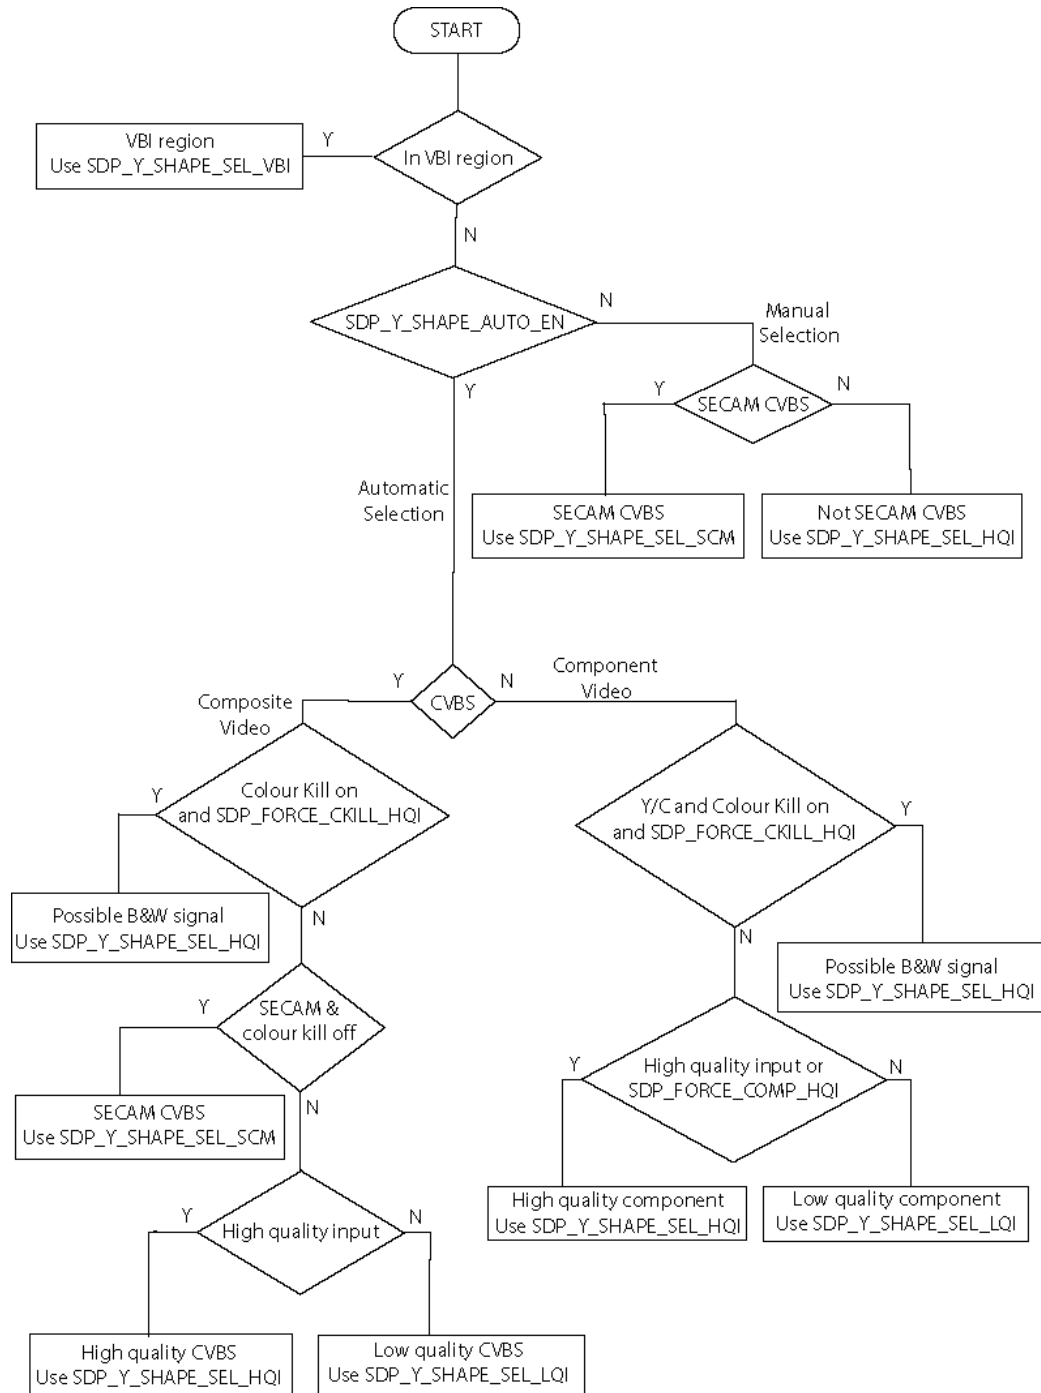 START
VBI region
Use SDP_Y_SHAPE_SEL_VBI
Y
In VBI region
N
SDP_Y_SHAPE_AUTO_EN
N
Manual
Selection
Y
Y
SECAM CVBS
N
Automatic
Selection
SECAM CVBS
Use SDP_Y_SHAPE_SEL_SCM
Not SECAM CVBS
Use SDP_Y_SHAPE_SEL_HQI
Composite
Video
Y
CVBS
N
Component
Video
Y
Colour Kill on
and SDP_FORCE_CKILL_HQI
Y/C and Colour Kill on
and SDP_FORCE_CKILL_HQI
Y
Possible B&W signal
Use SDP_Y_SHAPE_SEL_HQI
N
N
Possible B&W signal
Use SDP_Y_SHAPE_SEL_HQI
Y
SECAM &
colour kill off
Y
High quality input or
SDP_FORCE_COMP_HQI
N
SECAM CVBS
Use SDP_Y_SHAPE_SEL_SCM
N
High quality component
Use SDP_Y_SHAPE_SEL_HQI
Low quality component
Use SDP_Y_SHAPE_SEL_LQI
Y
High quality input
N
High quality CVBS
Use SDP_Y_SHAPE_SEL_HQI
Low quality CVBS
Use SDP_Y_SHAPE_SEL_LQI